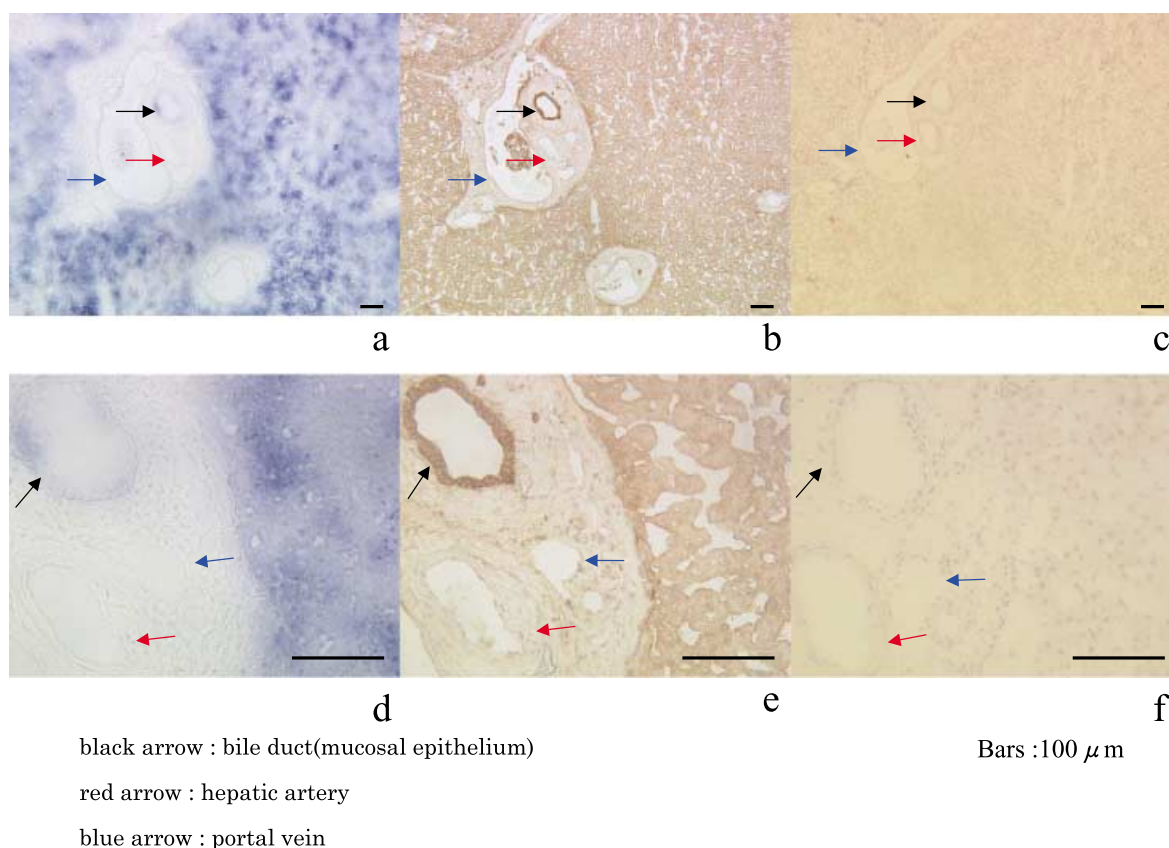 a b c
d e f
black arrow : bile duct(mucosal epithelium)
Bars :100 μm
red arrow : hepatic artery
blue arrow : portal vein